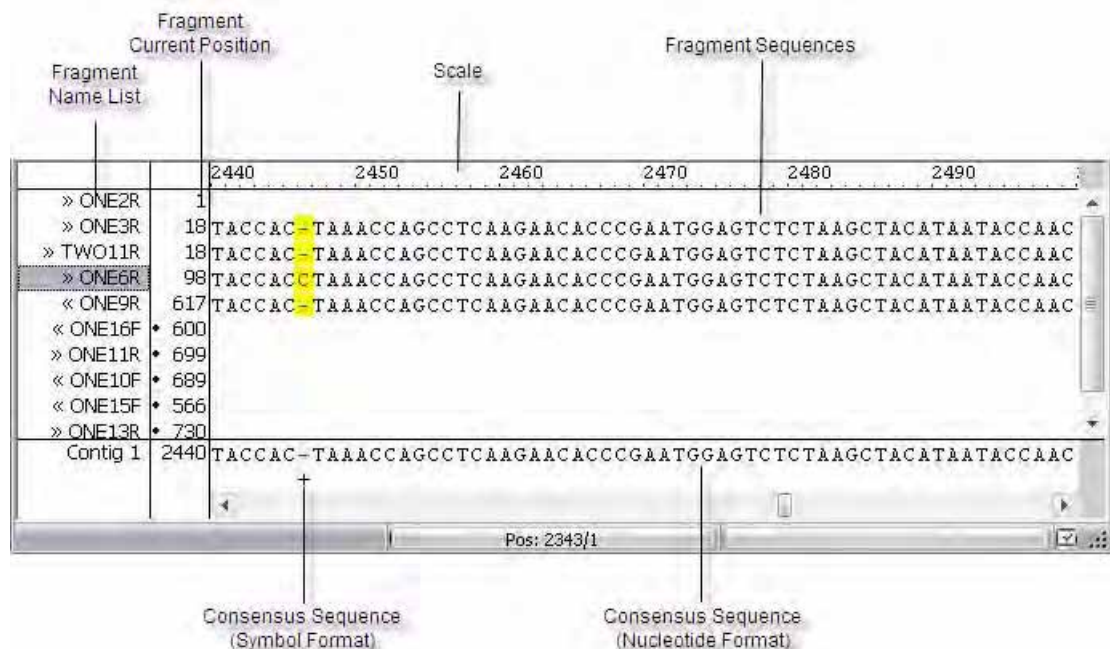 Fragment
Current Position
Fragment Sequences
Fragment
Name List
Scale
2440 2450 2460 2470 2480 2490
» ONE2R 1
» ONE3R 18 TACCAC-TAAACCAGCCTCAAGAACACCCGAATGGAGTCTCTAAGCTACATAATACCAAC
» TWO11R 18 TACCAC-TAAACCAGCCTCAAGAACACCCGAATGGAGTCTCTAAGCTACATAATACCAAC
» ONE6R 98 TACCACCTAAACCAGCCTCAAGAACACCCGAATGGAGTCTCTAAGCTACATAATACCAAC
« ONE9R 617 TACCAC-TAAACCAGCCTCAAGAACACCCGAATGGAGTCTCTAAGCTACATAATACCAAC
« ONE16F • 600
» ONE11R • 699
« ONE10F • 689
« ONE15F • 566
» ONE13R • 730
Contig 1 2440 TACCAC-TAAACCAGCCTCAAGAACACCCGAATGGAGTCTCTAAGCTACATAATACCAAC
+
Pos: 2343/1
Consensus Sequence
(Symbol Format)
Consensus Sequence
(Nucleotide Format)